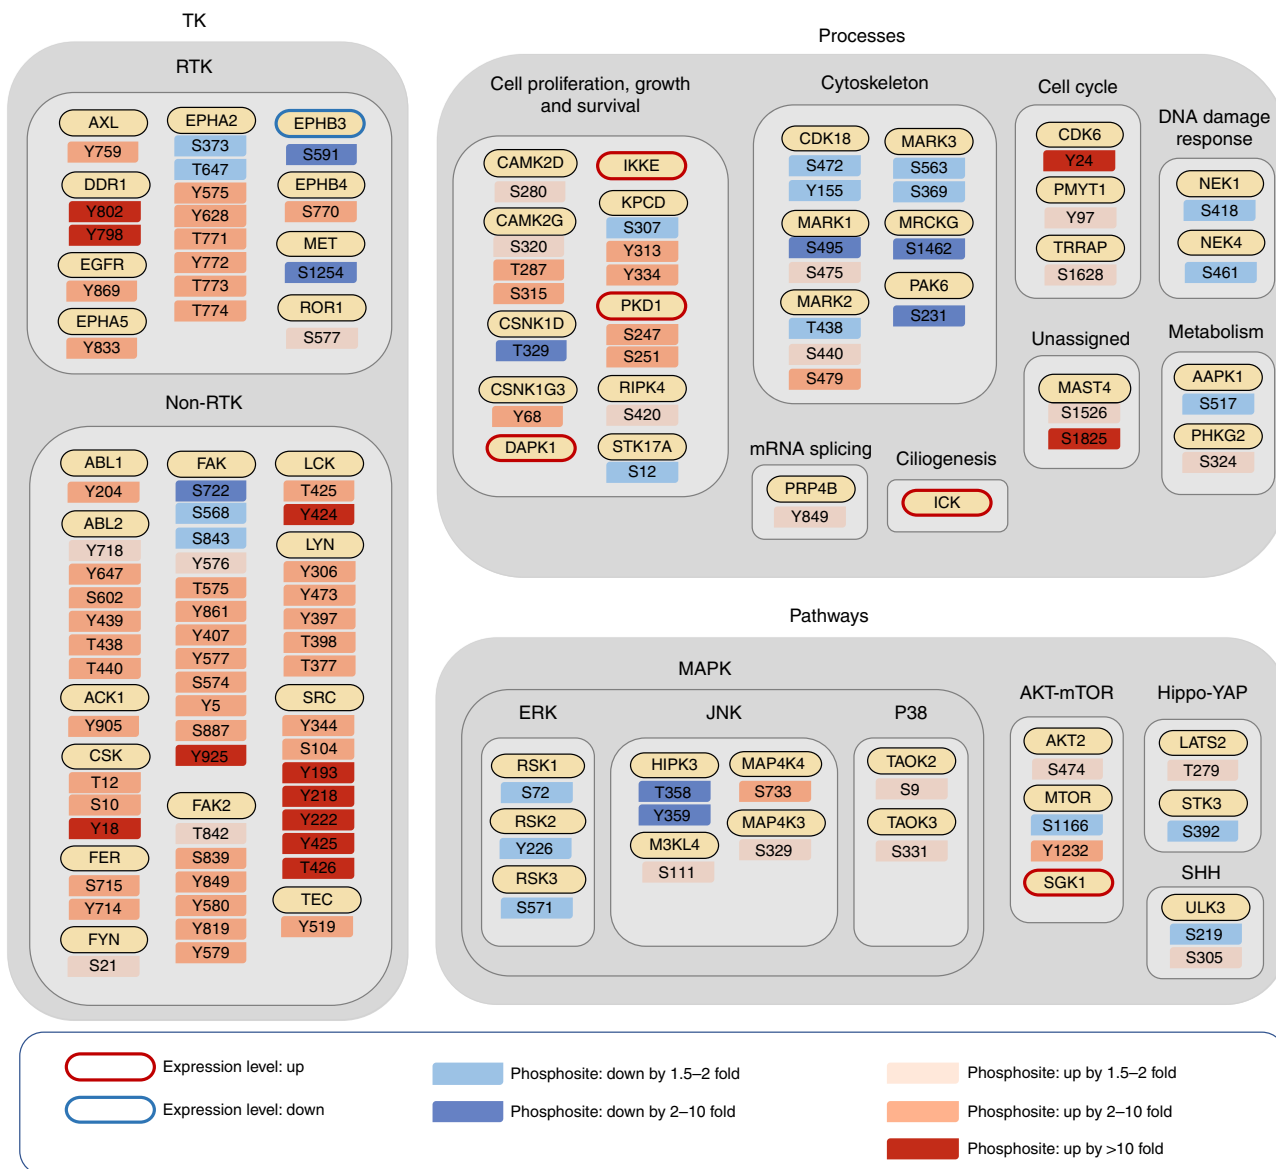 TK
RTK
AXL
Y759
DDR1
Y802
Y798
EGFR
Y869
EPHA5
Y833
EPHA2
S373
T647
Y575
Y628
T771
Y772
T773
T774
EPHB3
S591
EPHB4
S770
MET
S1254
ROR1
S577
Non-RTK
ABL1
Y204
ABL2
Y718
Y647
S602
Y439
T438
T440
ACK1
Y905
CSK
T12
S10
Y18
FER
S715
Y714
FYN
S21
FAK
S722
S568
S843
Y576
T575
Y861
Y407
Y577
S574
Y5
S887
Y925
FAK2
T842
S839
Y849
Y580
Y819
Y579
LCK
T425
Y424
LYN
Y306
Y473
Y397
T398
T377
SRC
Y344
S104
Y193
Y218
Y222
Y425
T426
TEC
Y519
Processes
Cell proliferation, growth
and survival
CAMK2D
S280
CAMK2G
S320
T287
S315
CSNK1D
T329
CSNK1G3
Y68
DAPK1
IKKE
KPCD
S307
Y313
Y334
PKD1
S247
S251
RIPK4
S420
STK17A
S12
Cytoskeleton
CDK18
S472
Y155
MARK1
S495
S475
MARK2
T438
S440
S479
MARK3
S563
S369
MRCKG
S1462
PAK6
S231
Cell cycle
CDK6
Y24
PMYT1
Y97
TRRAP
S1628
DNA damage
response
NEK1
S418
NEK4
S461
Unassigned
MAST4
S1526
S1825
Metabolism
AAPK1
S517
PHKG2
S324
mRNA splicing
PRP4B
Y849
Ciliogenesis
ICK
Pathways
MAPK
ERK
RSK1
S72
RSK2
Y226
RSK3
S571
JNK
HIPK3
T358
Y359
M3KL4
S111
MAP4K4
S733
MAP4K3
S329
P38
TAOK2
S9
TAOK3
S331
AKT-mTOR
AKT2
S474
MTOR
S1166
Y1232
SGK1
Hippo-YAP
LATS2
T279
STK3
S392
SHH
ULK3
S219
S305
Expression level: up
Expression level: down
Phosphosite: down by 1.5–2 fold
Phosphosite: down by 2–10 fold
Phosphosite: up by 1.5–2 fold
Phosphosite: up by 2–10 fold
Phosphosite: up by >10 fold